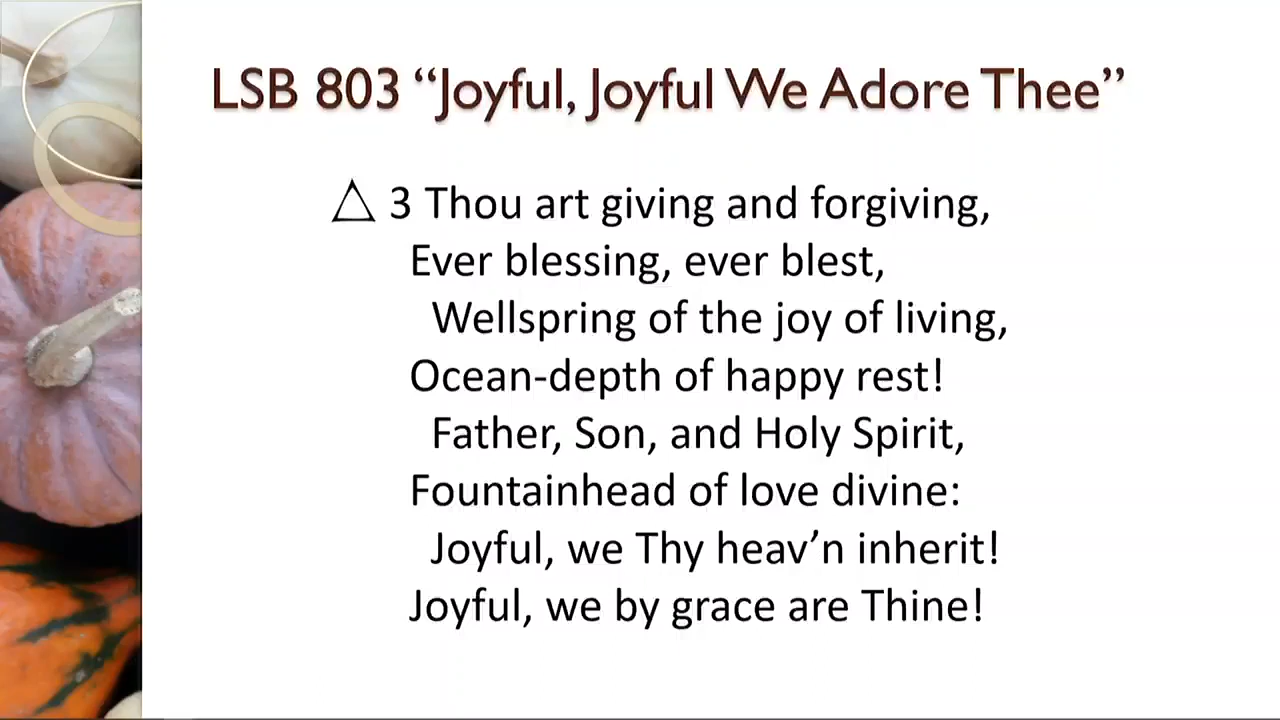 LSB 803 “Joyful, Joyful We Adore Thee”
△ 3 Thou art giving and forgiving,
Ever blessing, ever blest,
Wellspring of the joy of living,
Ocean-depth of happy rest!
Father, Son, and Holy Spirit,
Fountainhead of love divine:
Joyful, we Thy heav’n inherit!
Joyful, we by grace are Thine!